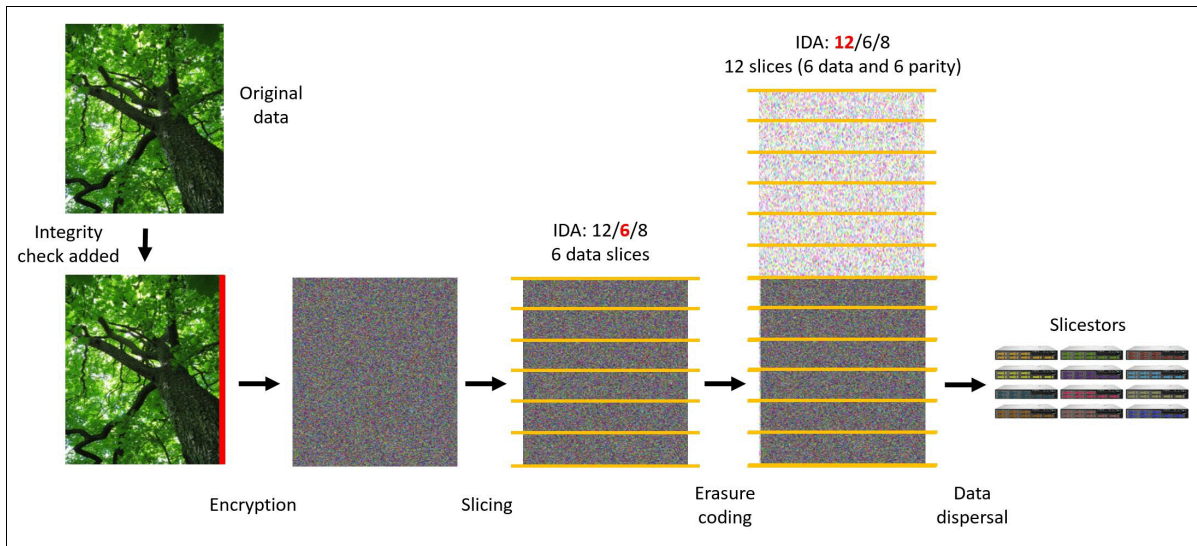 Original
data
Integrity
check added
IDA: 12/6/8
6 data slices
IDA: 12/6/8
12 slices (6 data and 6 parity)
Slicestors
Encryption
Slicing
Erasure
coding
Data
dispersal